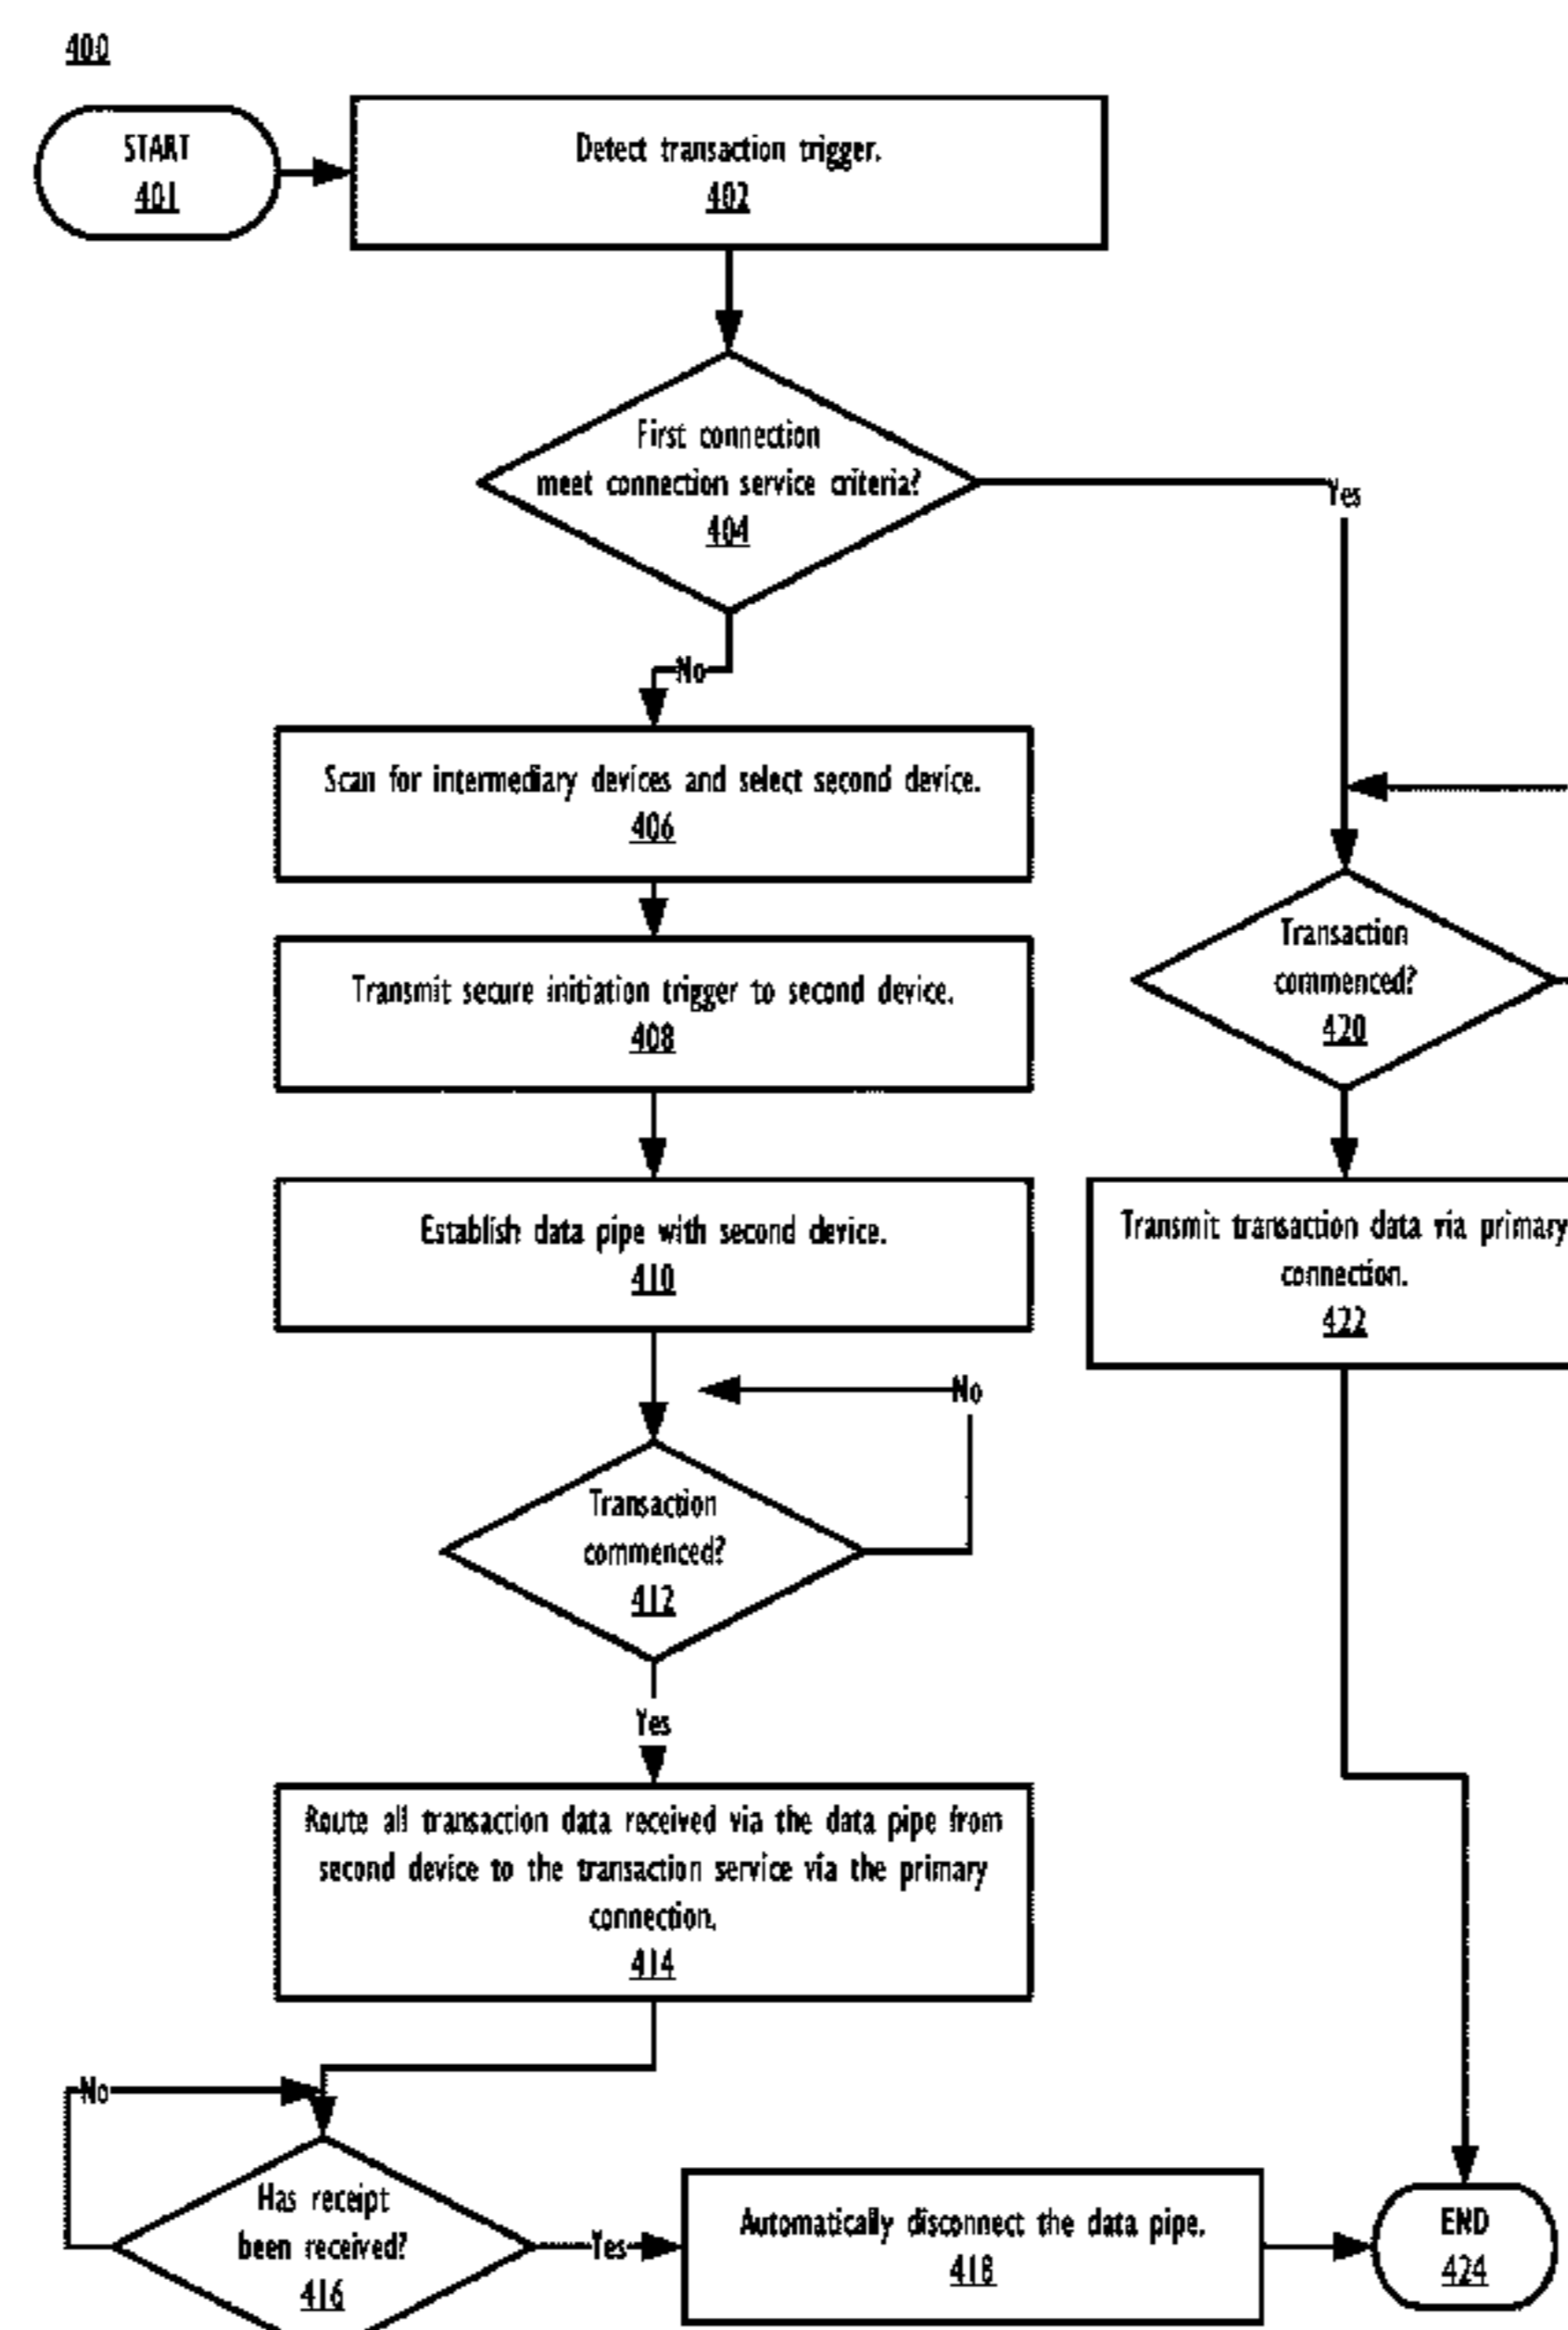 400
START
401
Detect transaction trigger.
402
First connection
meet connection service criteria?
404
Yes
No
Scan for intermediary devices and select second device.
406
Transmit secure initiation trigger to second device.
408
Transaction
commenced?
420
Establish data pipe with second device.
410
Transmit transaction data via primary
connection.
422
No
Transaction
commenced?
412
Yes
Route all transaction data received via the data pipe from
second device to the transaction service via the primary
connection.
414
No
Has receipt
been received?
416
Yes
Automatically disconnect the data pipe.
418
END
424